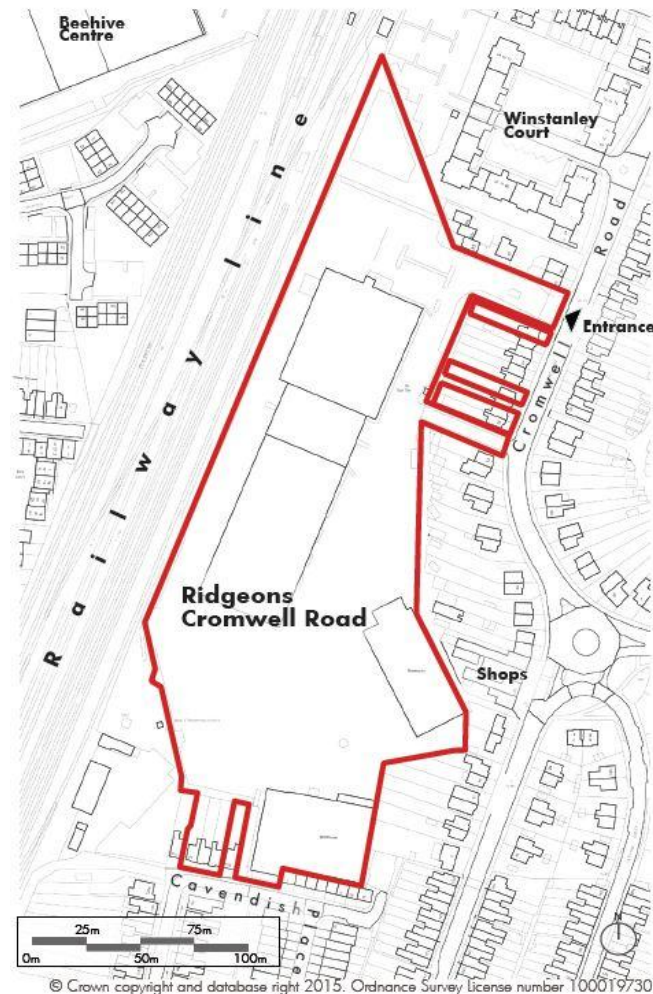 Beehive
Centre
Winstanley
Court
Railway line
Cromwell Road
Entrance
Ridgeons
Cromwell Road
Shops
Cavendish
Place
N
25m 75m
0m 50m 100m
© Crown copyright and database right 2015. Ordnance Survey License number 100019730